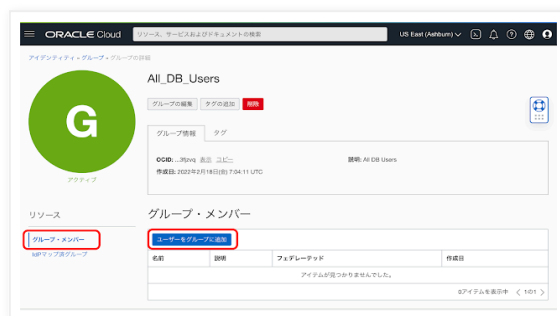 ORACLE Cloud リソース、サービスおよびドキュメントの検索 US East (Ashburn)
アイデンティティ » グループ » グループの詳細
All_DB_Users
グループの編集 タグの追加 削除
G
グループ情報 タグ
OCID: ... 表示 コピー 説明: All DB Users
作成日: 2022年2月18日(金) 7:04:11 UTC
アクティブ
リソース
グループ・メンバー
グループ・メンバー
IdPマップ済グループ
ユーザーをグループに追加
名前 説明 フェデレーテッド 作成日
アイテムが見つかりませんでした。
0アイテムを表示中 < 1の1 >